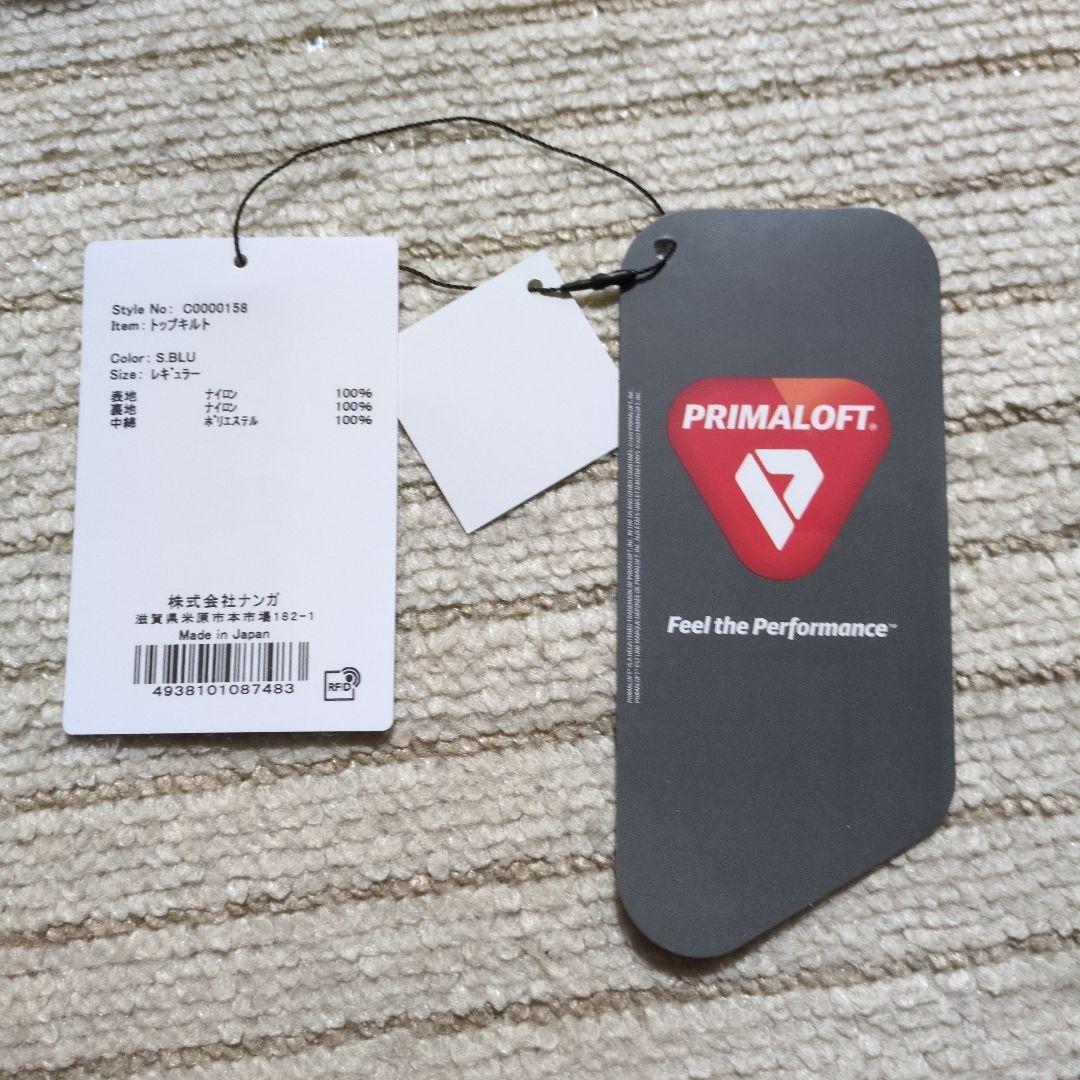 Style No: C0000158
Item: トップキルト
Color: S.BLU
Size: レギュラー
表地 ナイロン 100%
裏地 ナイロン 100%
中綿 ポリエステル 100%
株式会社ナンガ
滋賀県米原市本市場182-1
Made in Japan
4938101087483
RFID
PRIMALOFT®
Feel the Performance™